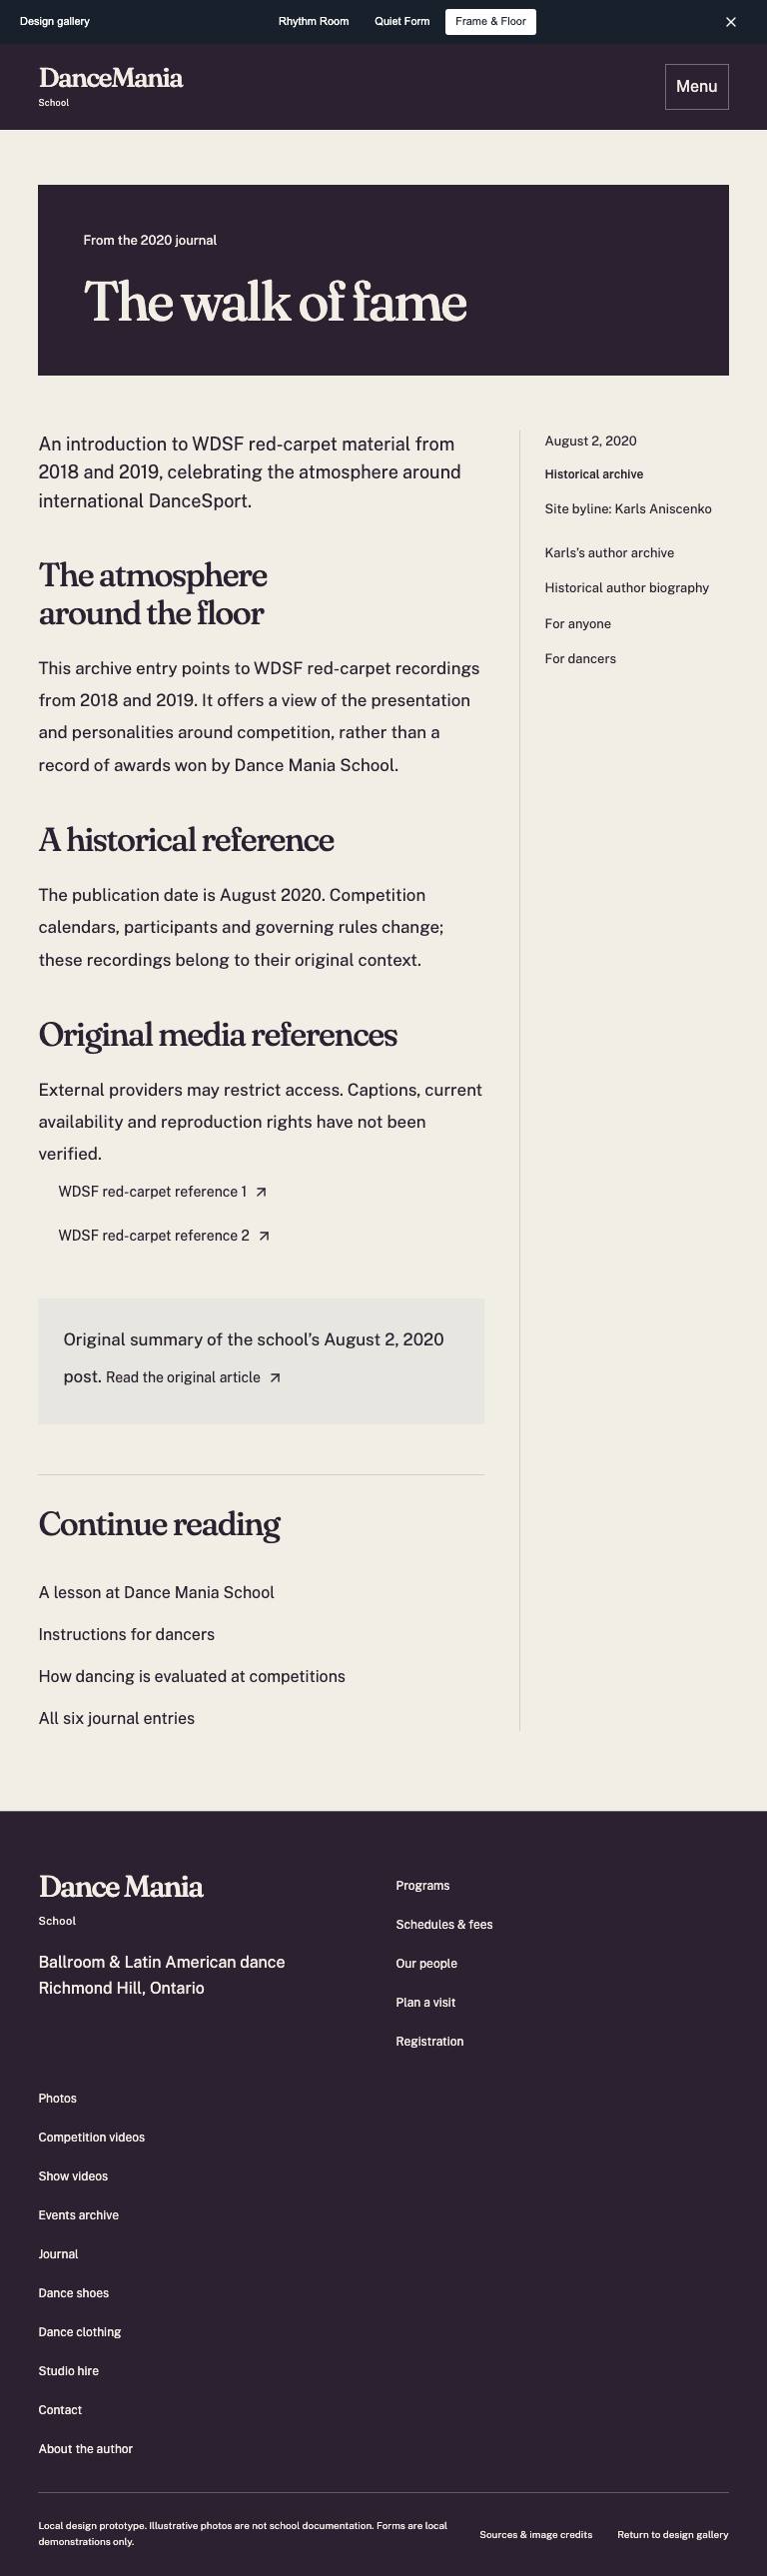 Design gallery
Rhythm Room
Quiet Form
Frame & Floor
DanceMania
School
Menu
From the 2020 journal
The walk of fame
An introduction to WDSF red-carpet material from
2018 and 2019, celebrating the atmosphere around
international DanceSport.
The atmosphere
around the floor
This archive entry points to WDSF red-carpet recordings
from 2018 and 2019. It offers a view of the presentation
and personalities around competition, rather than a
record of awards won by Dance Mania School.
A historical reference
The publication date is August 2020. Competition
calendars, participants and governing rules change;
these recordings belong to their original context.
Original media references
External providers may restrict access. Captions, current
availability and reproduction rights have not been
verified.
WDSF red-carpet reference 1
WDSF red-carpet reference 2
Original summary of the school’s August 2, 2020
post. Read the original article
Continue reading
A lesson at Dance Mania School
Instructions for dancers
How dancing is evaluated at competitions
All six journal entries
August 2, 2020
Historical archive
Site byline: Karls Aniscenko
Karls’s author archive
Historical author biography
For anyone
For dancers
Dance Mania
School
Ballroom & Latin American dance
Richmond Hill, Ontario
Programs
Schedules & fees
Our people
Plan a visit
Registration
Photos
Competition videos
Show videos
Events archive
Journal
Dance shoes
Dance clothing
Studio hire
Contact
About the author
Local design prototype. Illustrative photos are not school documentation. Forms are local
demonstrations only.
Sources & image credits
Return to design gallery